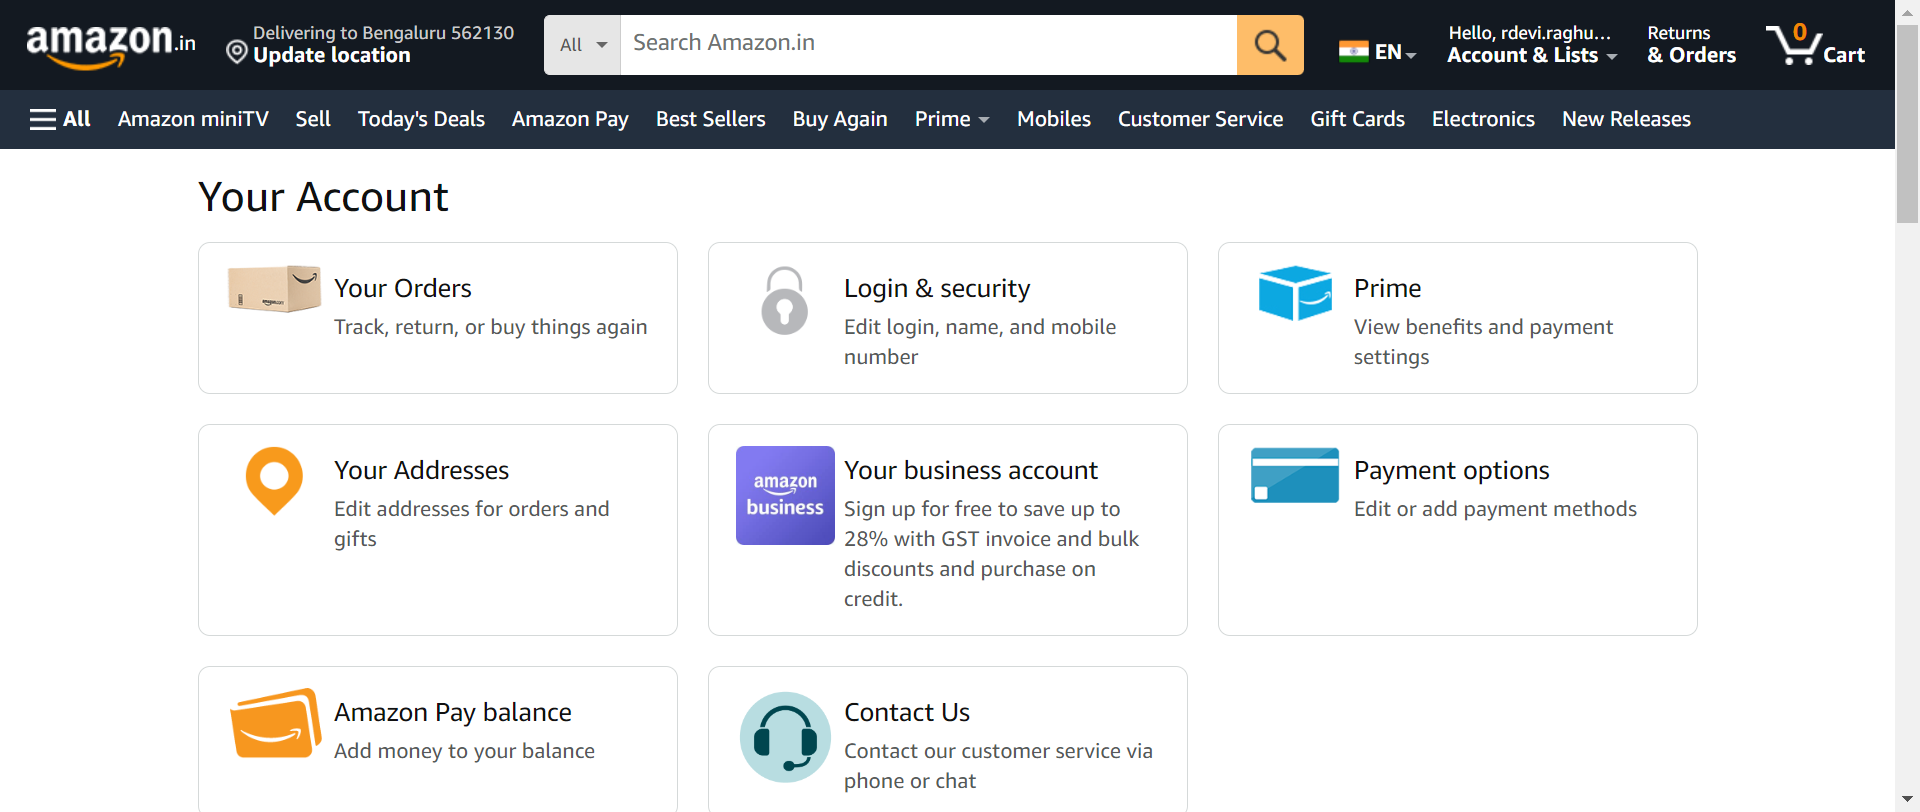 amazon.in
Delivering to Bengaluru 562130
Update location
All
Search Amazon.in
EN
Hello, rdevi.raghu...
Account & Lists
Returns
& Orders
0
Cart
All
Amazon miniTV
Sell
Today's Deals
Amazon Pay
Best Sellers
Buy Again
Prime
Mobiles
Customer Service
Gift Cards
Electronics
New Releases
Your Account
Your Orders
Track, return, or buy things again
Login & security
Edit login, name, and mobile
number
Prime
View benefits and payment
settings
Your Addresses
Edit addresses for orders and
gifts
amazon
business
Your business account
Sign up for free to save up to
28% with GST invoice and bulk
discounts and purchase on
credit.
Payment options
Edit or add payment methods
Amazon Pay balance
Add money to your balance
Contact Us
Contact our customer service via
phone or chat